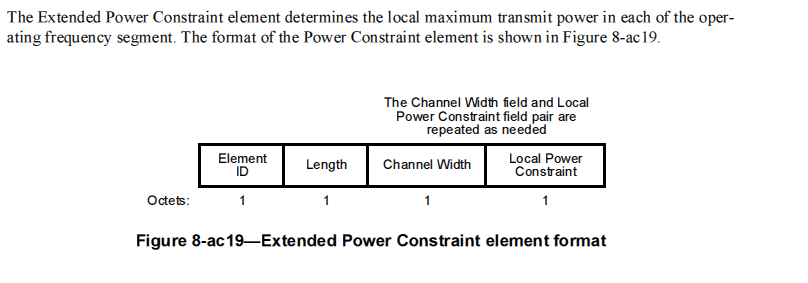 The Extended Power Constraint element determines the local maximum transmit power in each of the oper-
ating frequency segment. The format of the Power Constraint element is shown in Figure 8-ac19.
The Channel Width field and Local
Power Constraint field pair are
repeated as needed
Element
ID
Length
Channel Width
Local Power
Constraint
Octets: 1 1 1 1
Figure 8-ac19—Extended Power Constraint element format